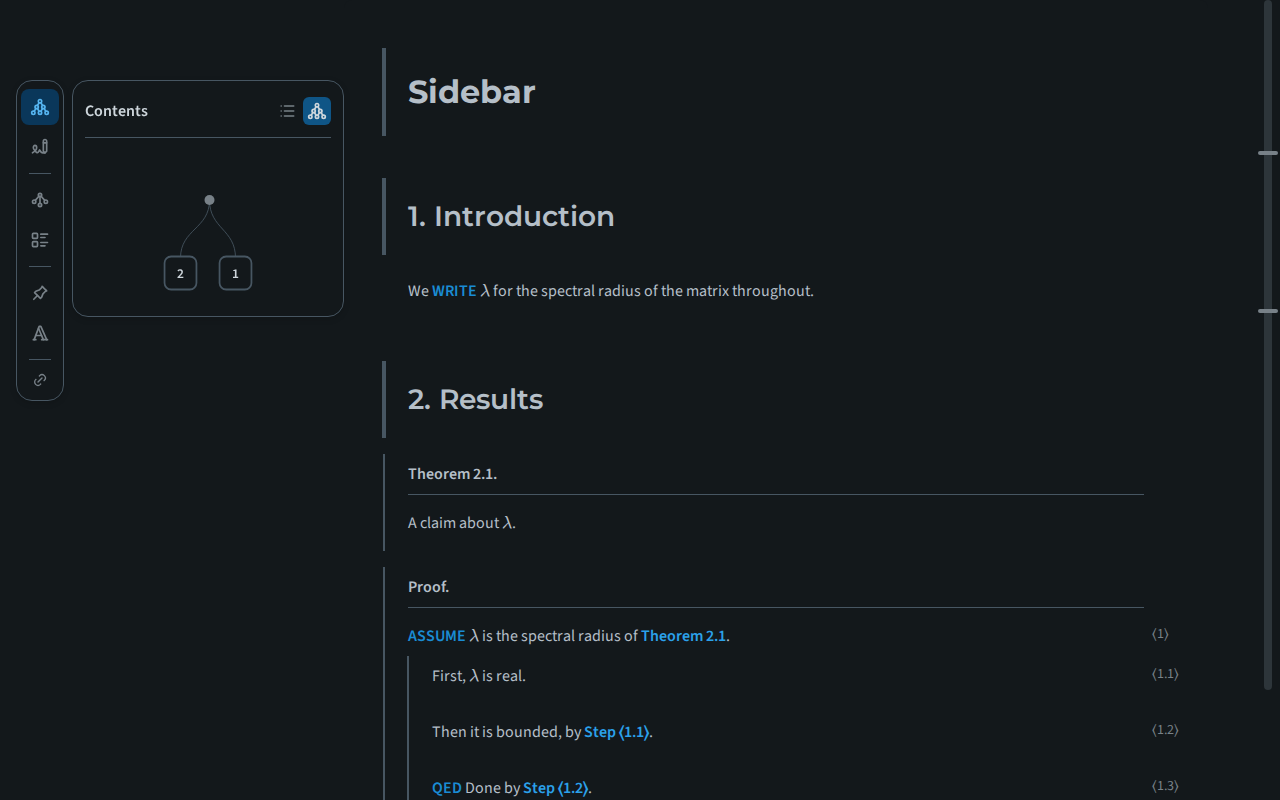 Contents
2 1
Sidebar
1. Introduction
We WRITE λ for the spectral radius of the matrix throughout.
2. Results
Theorem 2.1.
A claim about λ.
Proof.
ASSUME λ is the spectral radius of Theorem 2.1. ⟨1⟩
First, λ is real. ⟨1.1⟩
Then it is bounded, by Step ⟨1.1⟩. ⟨1.2⟩
QED Done by Step ⟨1.2⟩. ⟨1.3⟩